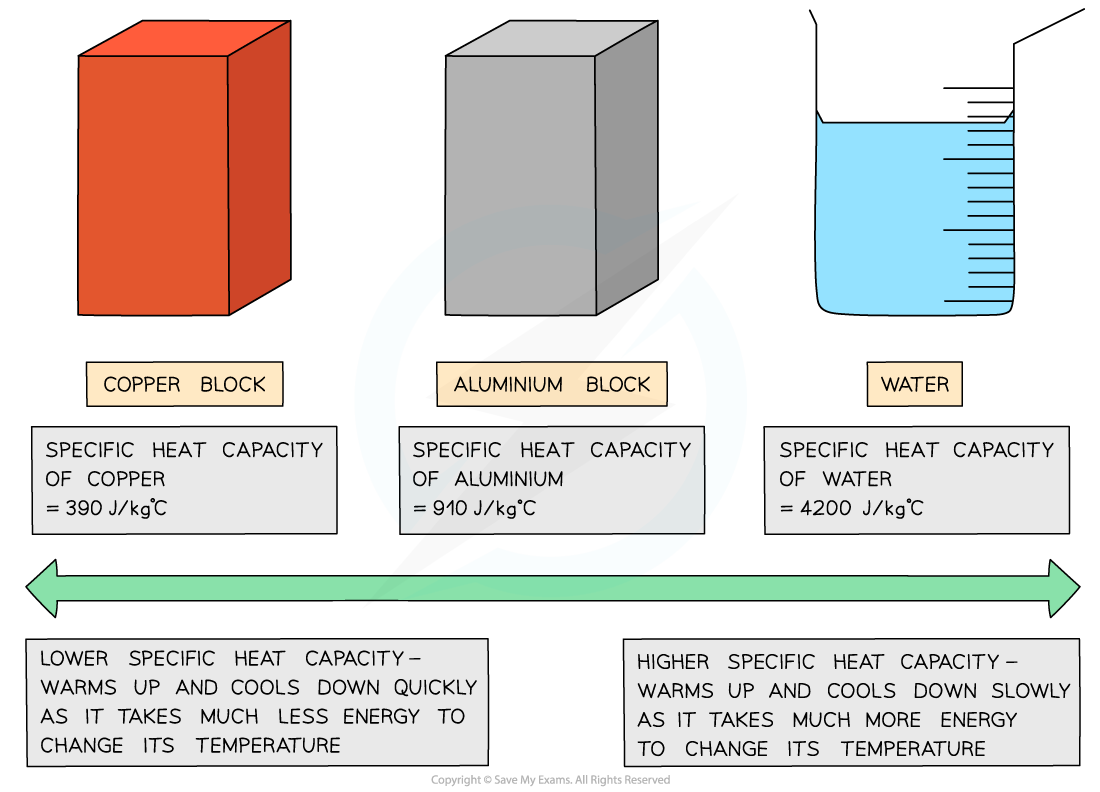 COPPER BLOCK
ALUMINIUM BLOCK
WATER
SPECIFIC HEAT CAPACITY
OF COPPER
= 390 J/kg°C
SPECIFIC HEAT CAPACITY
OF ALUMINIUM
= 910 J/kg°C
SPECIFIC HEAT CAPACITY
OF WATER
= 4200 J/kg°C
LOWER SPECIFIC HEAT CAPACITY –
WARMS UP AND COOLS DOWN QUICKLY
AS IT TAKES MUCH LESS ENERGY TO
CHANGE ITS TEMPERATURE
HIGHER SPECIFIC HEAT CAPACITY –
WARMS UP AND COOLS DOWN SLOWLY
AS IT TAKES MUCH MORE ENERGY
TO CHANGE ITS TEMPERATURE
Copyright © Save My Exams. All Rights Reserved